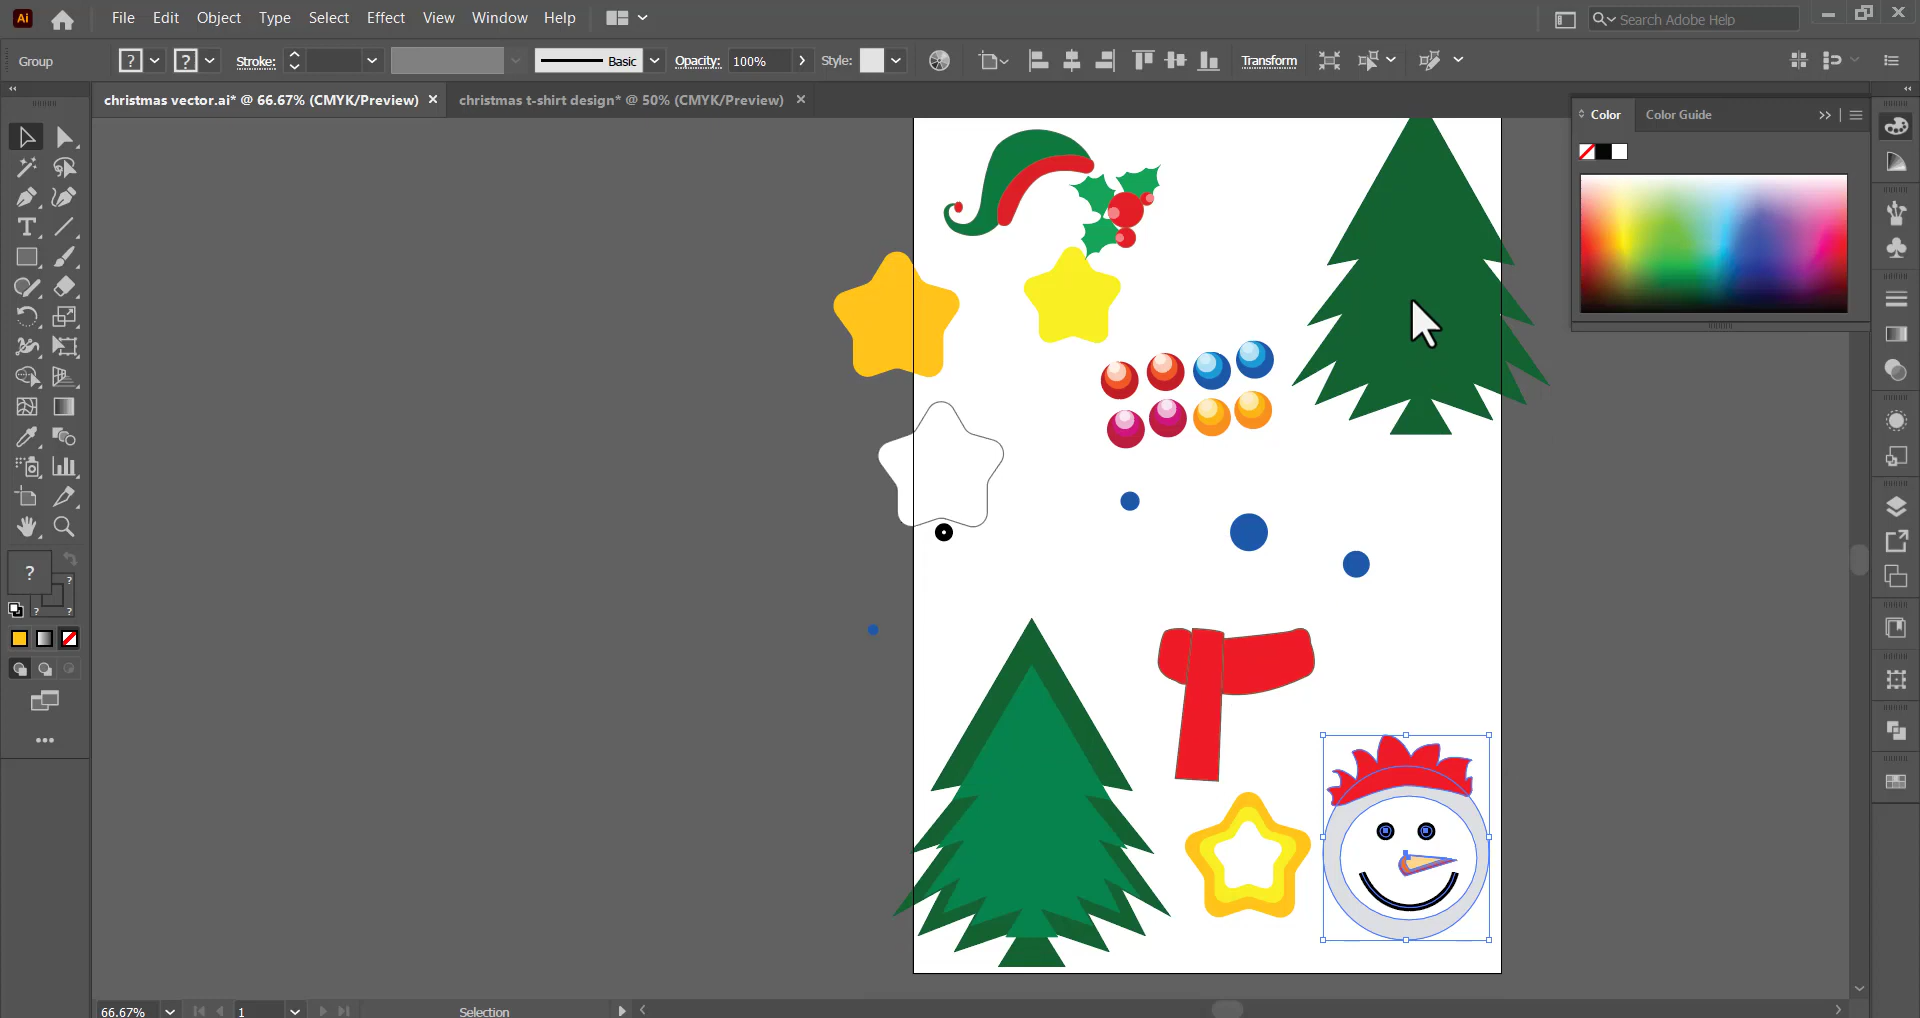 Ai File Edit Object Type Select Effect View Window Help Search Adobe Help
Group ? ? Stroke: Basic Opacity: 100% Style: Transform
christmas vector.ai* @ 66.67% (CMYK/Preview) christmas t-shirt design* @ 50% (CMYK/Preview)
Color Color Guide
?
?
? ?
66.67% 1 Selection